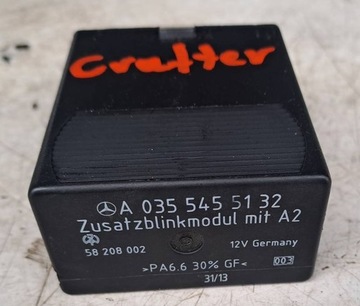 Crafter
A 035 545 51 32
Zusatzblinkmodul mit A2
58 208 002 12V Germany 003
>PA6.6 30% GF<
31/13